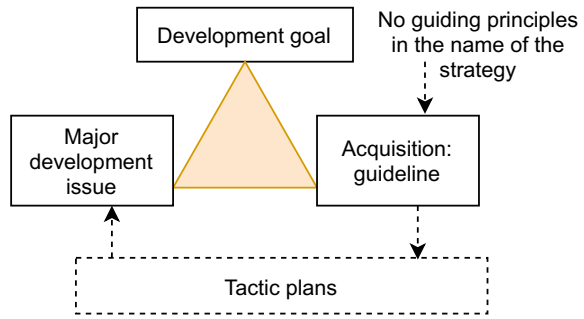 Development goal
No guiding principles
in the name of the
strategy
Major
development
issue
Acquisition:
guideline
Tactic plans